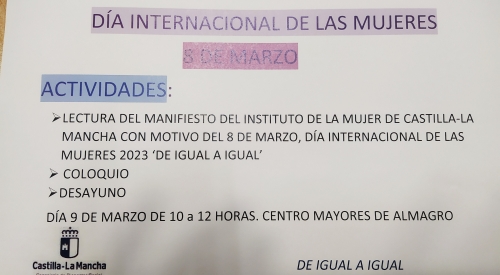 DÍA INTERNACIONAL DE LAS MUJERES
8 DE MARZO
ACTIVIDADES:
➢LECTURA DEL MANIFIESTO DEL INSTITUTO DE LA MUJER DE CASTILLA-LA
MANCHA CON MOTIVO DEL 8 DE MARZO, DÍA INTERNACIONAL DE LAS
MUJERES 2023 ‘DE IGUAL A IGUAL’
➢ COLOQUIO
➢DESAYUNO
DÍA 9 DE MARZO DE 10 a 12 HORAS. CENTRO MAYORES DE ALMAGRO
Castilla-La Mancha
DE IGUAL A IGUAL